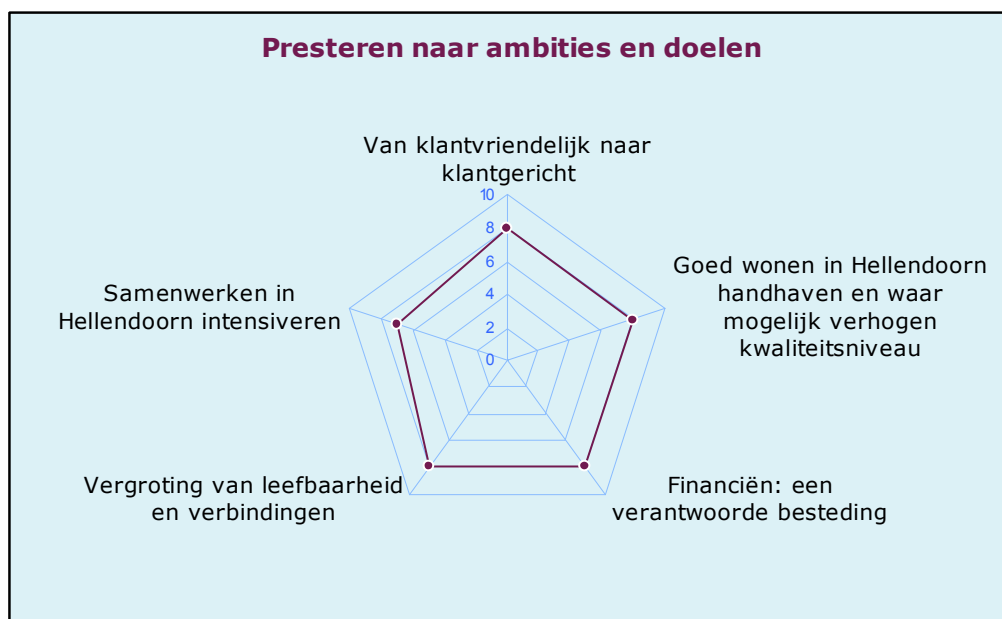 Presteren naar ambities en doelen
Van klantvriendelijk naar
klantgericht
10
8
6
4
2
0
Goed wonen in Hellendoorn
handhaven en waar
mogelijk verhogen
kwaliteitsniveau
Samenwerken in
Hellendoorn intensiveren
Vergroting van leefbaarheid
en verbindingen
Financiën: een
verantwoorde besteding